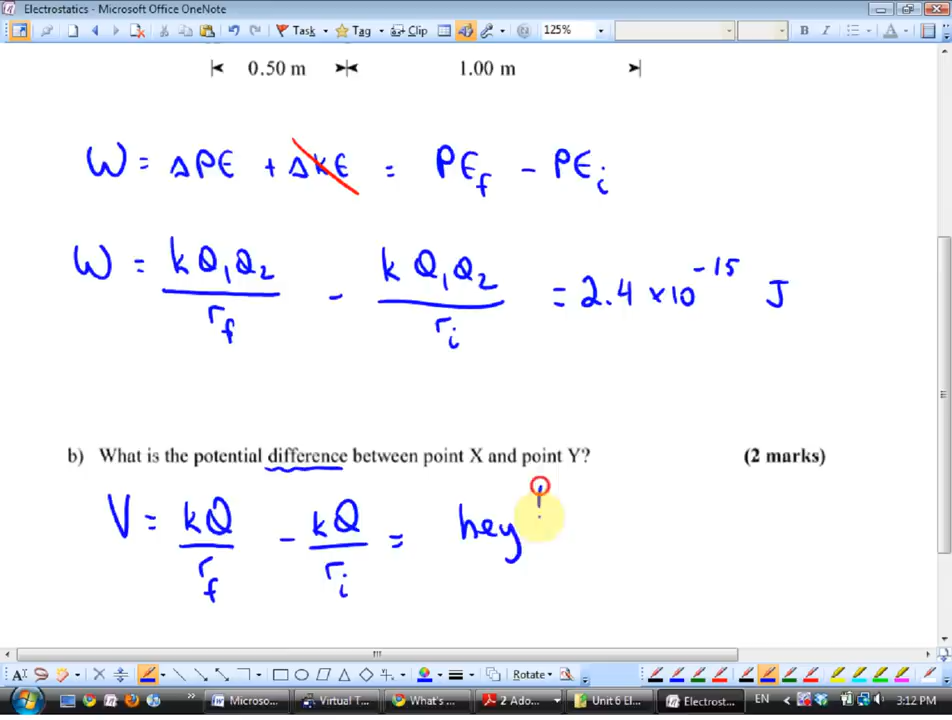 Electrostatics - Microsoft Office OneNote
Task Tag Clip 125% B I U
0.50 m 1.00 m
W = ΔPE + ΔKE = PEf - PEi
W = kQ1Q2/rf - kQ1Q2/ri = 2.4 × 10^-15 J
b) What is the potential difference between point X and point Y? (2 marks)
V = kQ/rf - kQ/ri = hey
Rotate
Microso... Virtual T... What's ... 2 Ado... Unit 6 El... Electrost... EN 3:12 PM